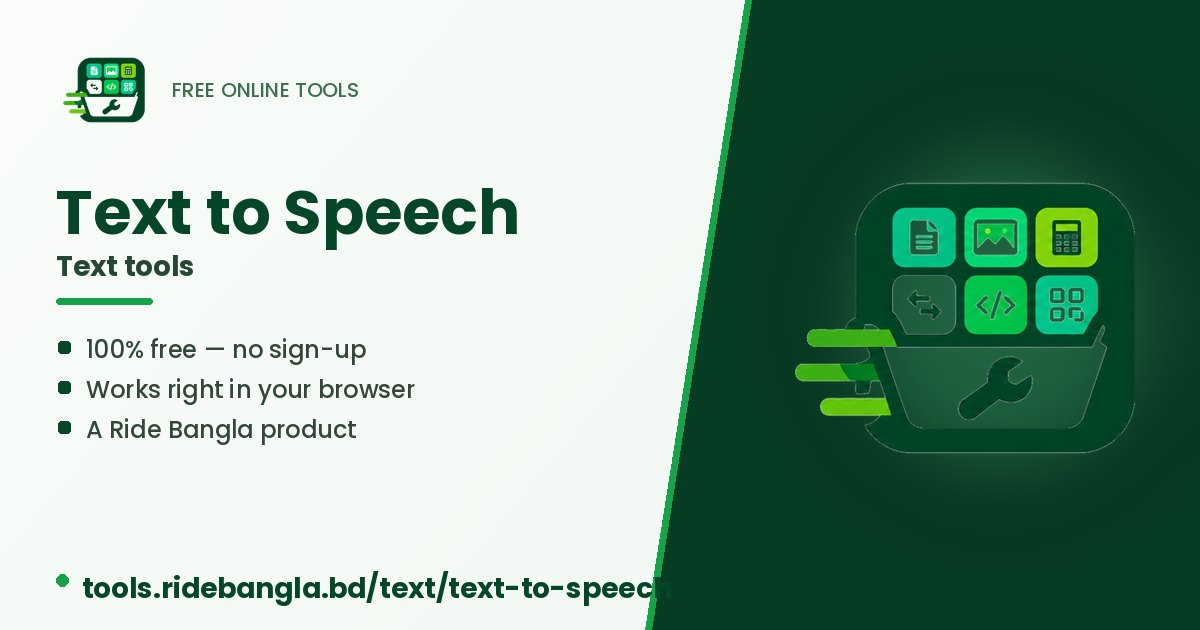 FREE ONLINE TOOLS
Text to Speech
Text tools
100% free — no sign-up
Works right in your browser
A Ride Bangla product
tools.ridebangla.bd/text/text-to-speech